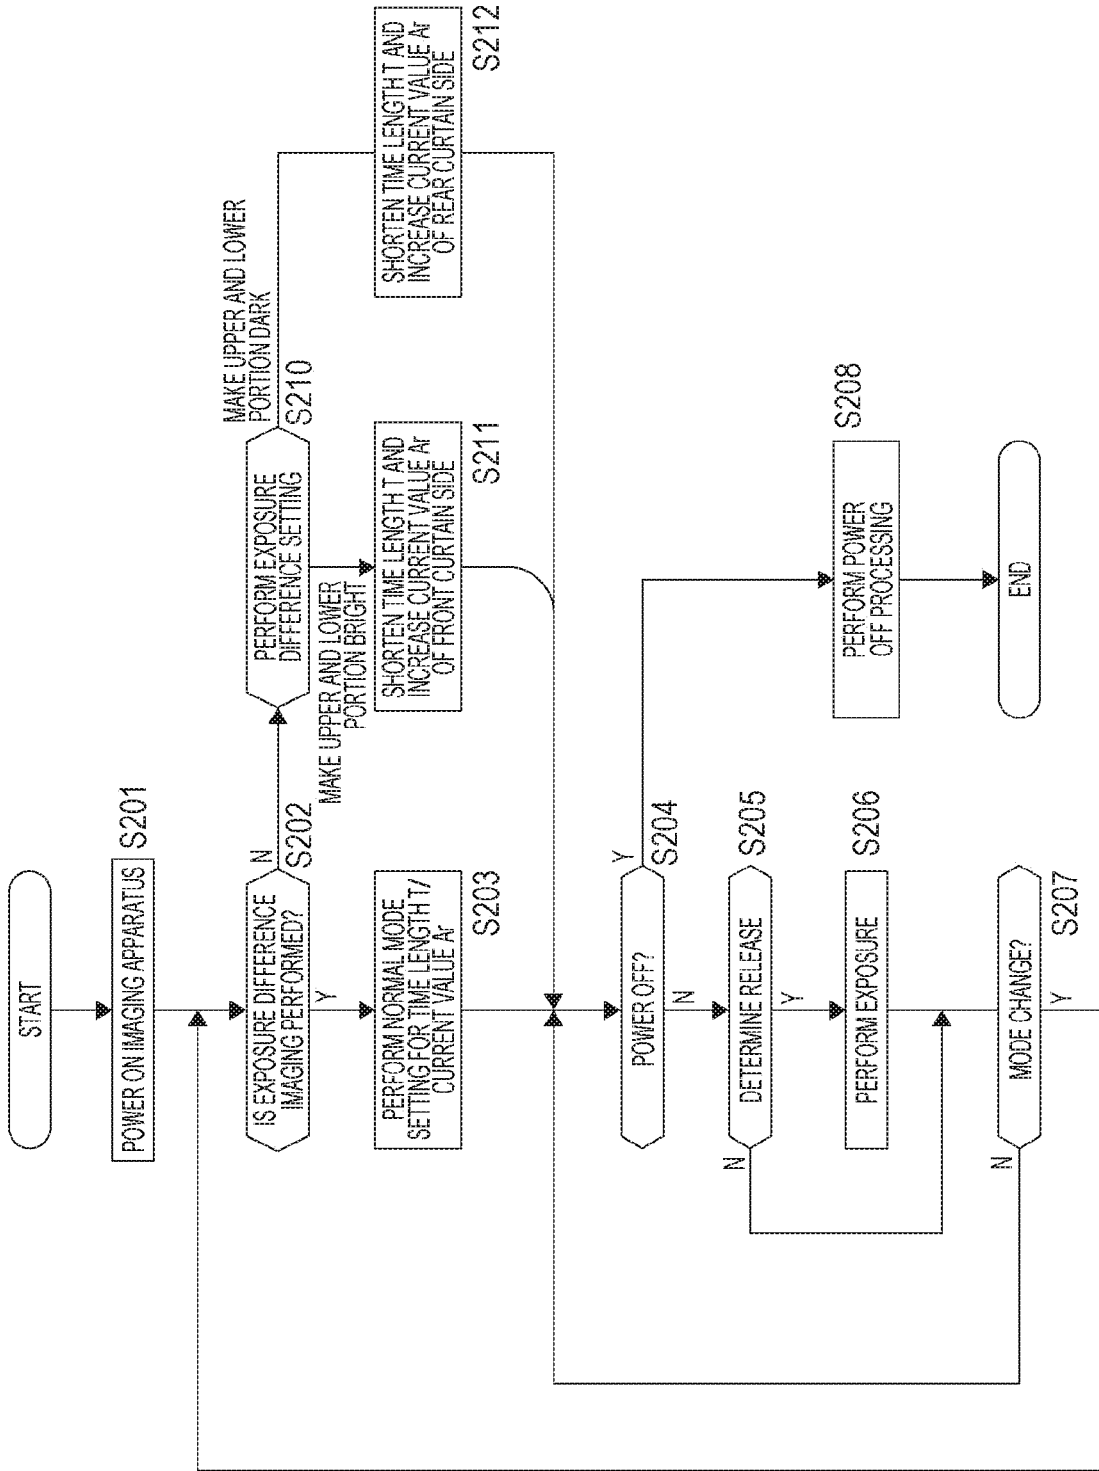 START
POWER ON IMAGING APPARATUS
S201
IS EXPOSURE DIFFERENCE
IMAGING PERFORMED?
S202
N
Y
PERFORM EXPOSURE
DIFFERENCE SETTING
S210
MAKE UPPER AND LOWER
PORTION DARK
MAKE UPPER AND LOWER
PORTION BRIGHT
PERFORM NORMAL MODE
SETTING FOR TIME LENGTH T/
CURRENT VALUE Ar
S203
SHORTEN TIME LENGTH T AND
INCREASE CURRENT VALUE Ar
OF FRONT CURTAIN SIDE
S211
SHORTEN TIME LENGTH T AND
INCREASE CURRENT VALUE Ar
OF REAR CURTAIN SIDE
S212
POWER OFF?
S204
Y
N
DETERMINE RELEASE
S205
N
Y
PERFORM EXPOSURE
S206
PERFORM POWER
OFF PROCESSING
S208
MODE CHANGE?
S207
N
Y
END